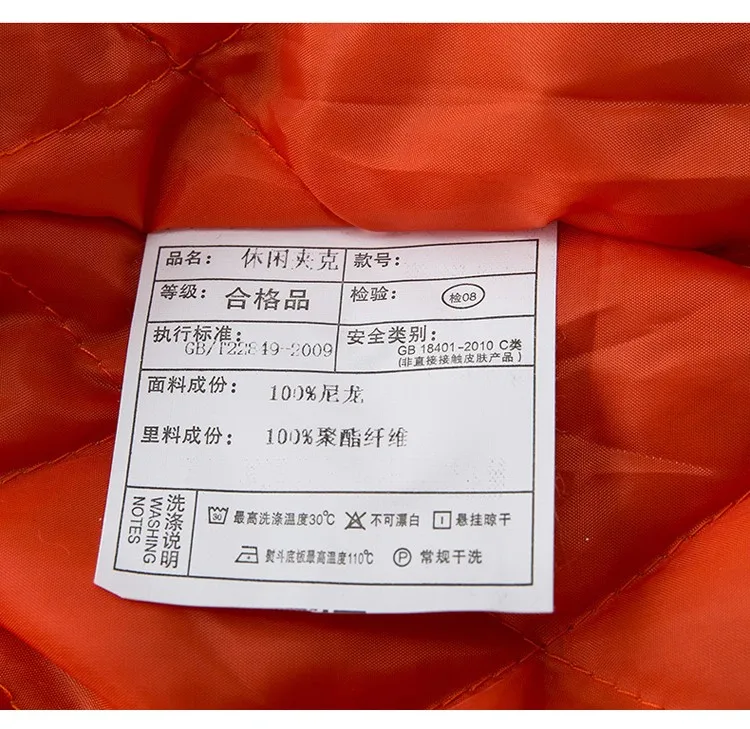 品名： 休闲夹克 款号：
等级： 合格品 检验： 检08
执行标准： GB/T22849-2009 安全类别： GB 18401-2010 C类
(非直接接触皮肤产品)
面料成份： 100%尼龙
里料成份： 100%聚酯纤维
洗涤说明 WASHING NOTES
30 最高洗涤温度30℃ 不可漂白 悬挂晾干
熨斗底板最高温度110℃ P 常规干洗